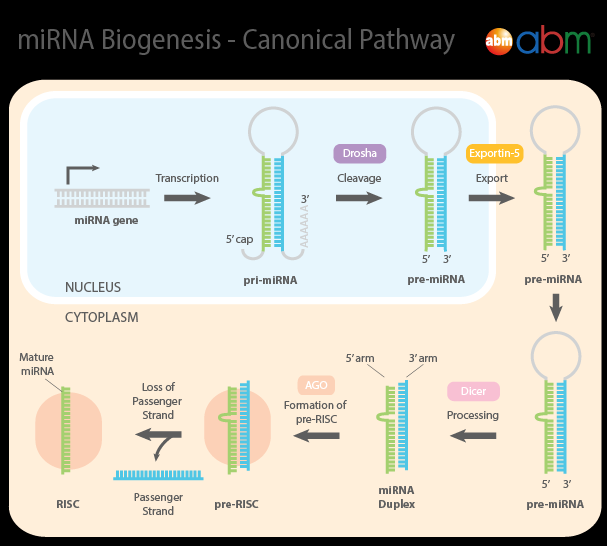 miRNA Biogenesis - Canonical Pathway
abm abm®
Drosha
Exportin-5
Transcription
Cleavage
Export
3’
AAAAAA
miRNA gene
5’ cap
5’ 3’
5’ 3’
pri-miRNA
pre-miRNA
pre-miRNA
NUCLEUS
CYTOPLASM
Mature
miRNA
Loss of
Passenger
Strand
AGO
Formation of
pre-RISC
5’ arm
3’ arm
Dicer
Processing
5’ 3’
RISC
Passenger
Strand
pre-RISC
miRNA
Duplex
pre-miRNA